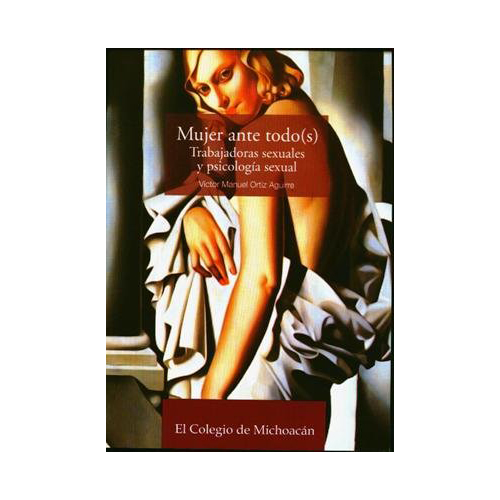 Mujer ante todo(s)
Trabajadoras sexuales
y psicología sexual
Víctor Manuel Ortiz Aguirre
El Colegio de Michoacán